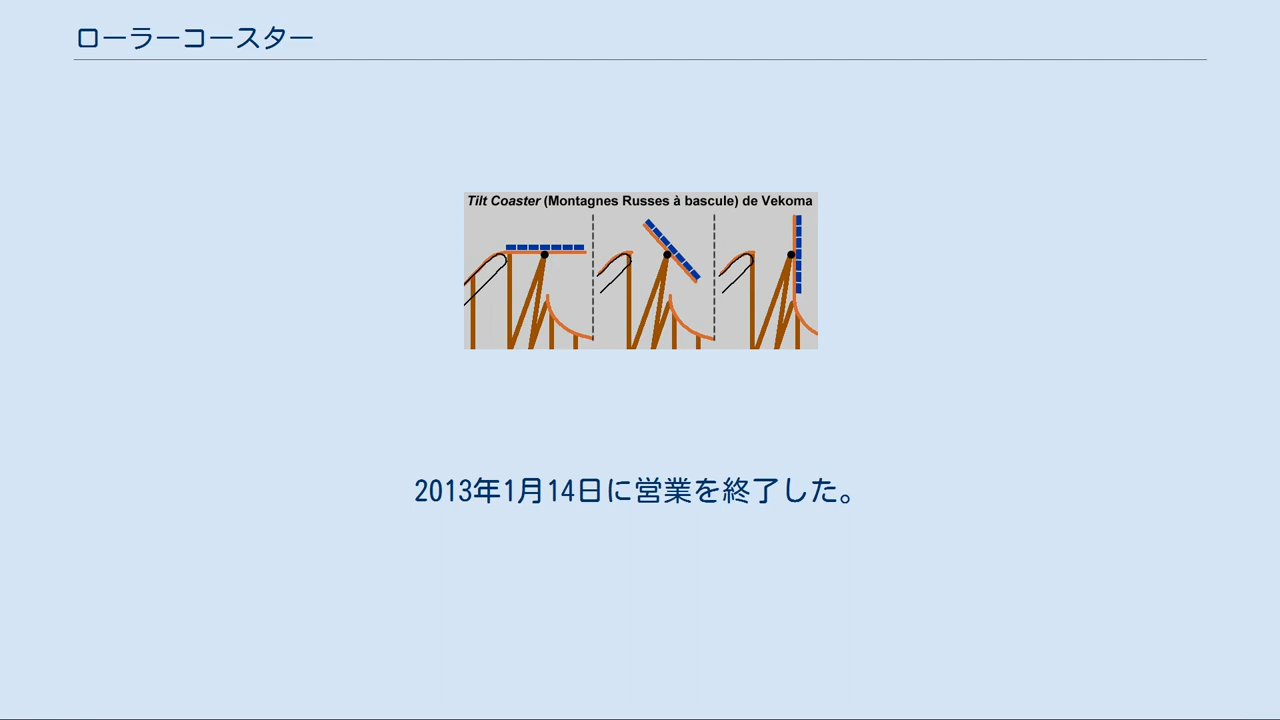 ローラーコースター
Tilt Coaster (Montagnes Russes à bascule) de Vekoma
2013年1月14日に営業を終了した。